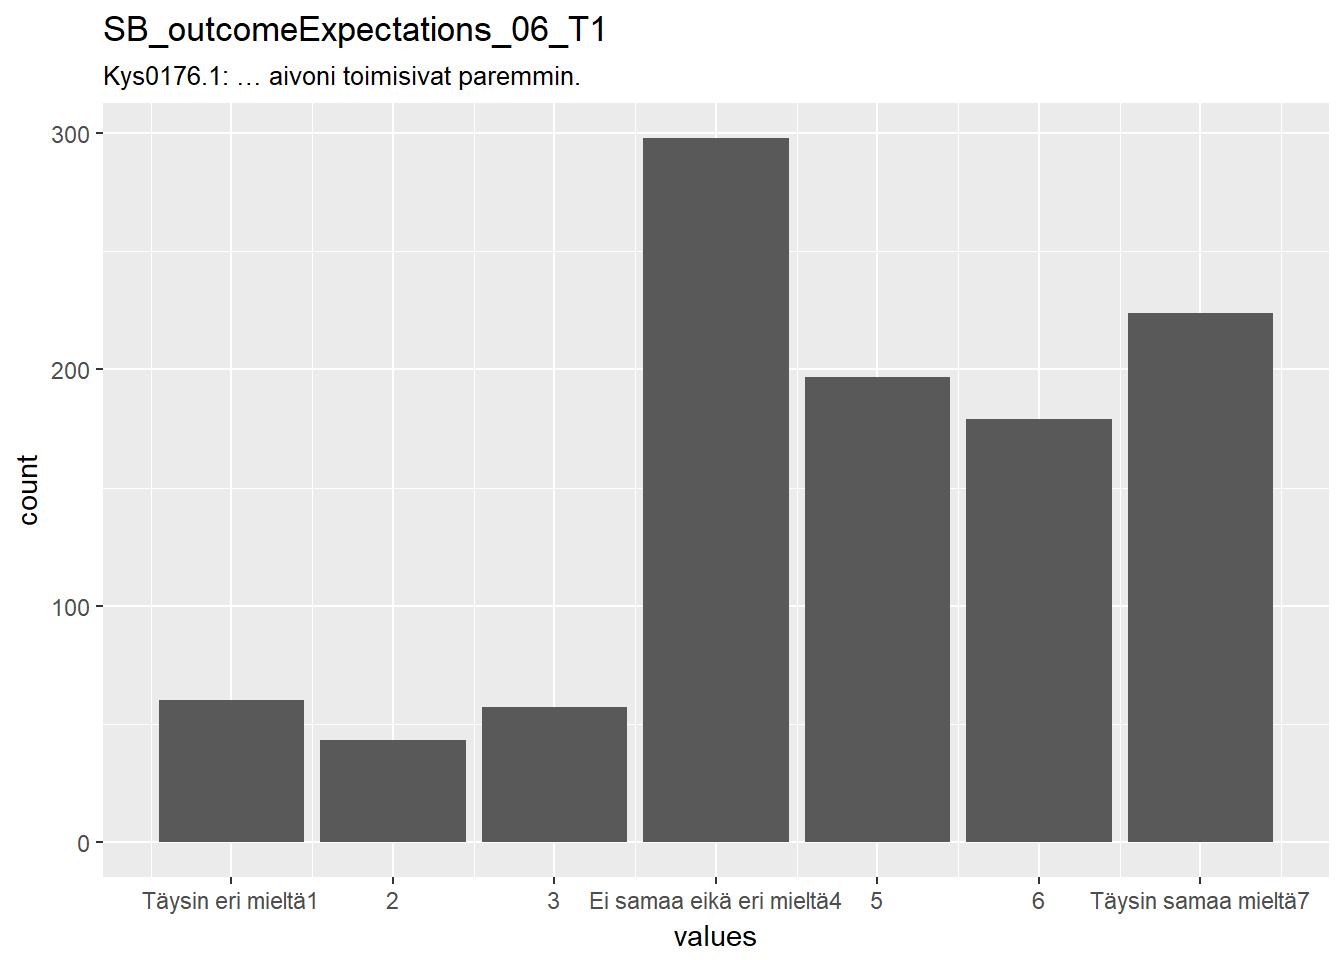 SB_outcomeExpectations_06_T1
Kys0176.1: … aivoni toimisivat paremmin.
300
200
100
0
count
Täysin eri mieltä1 2 3 Ei samaa eikä eri mieltä4 5 6 Täysin samaa mieltä7
values